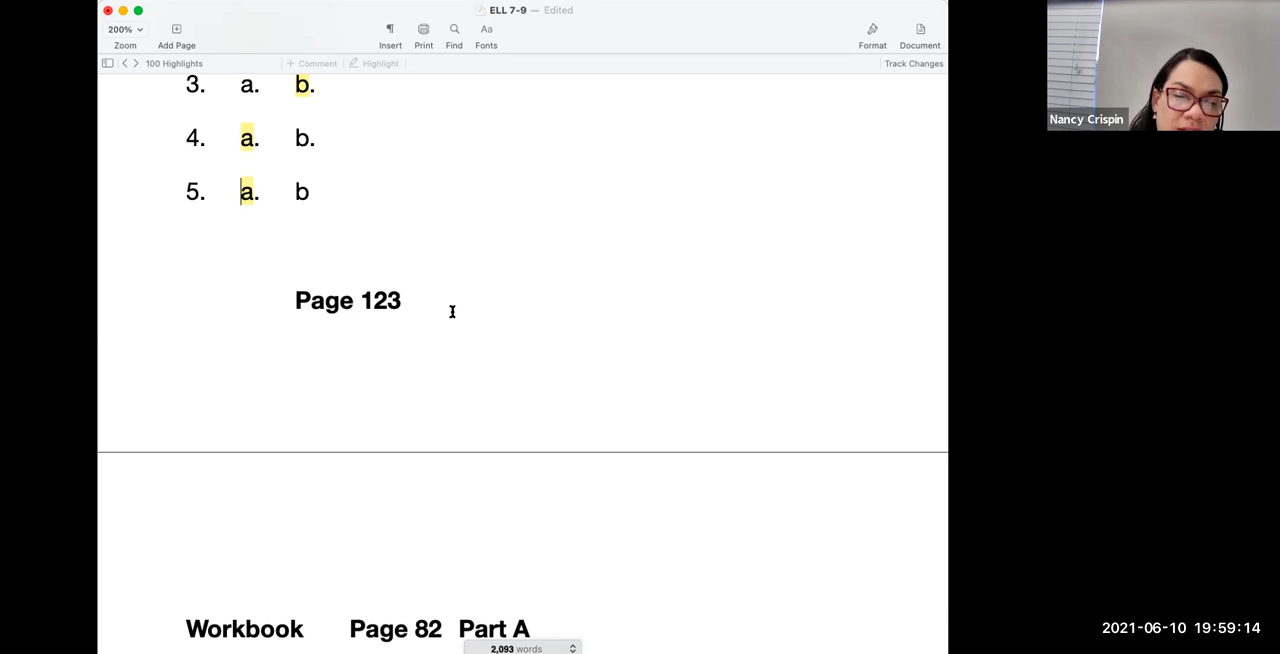 ELL 7-9 — Edited
200%
Zoom
Add Page
Insert
Print
Find
Fonts
Format
Document
100 Highlights
Comment
Highlight
Track Changes
3. a. b.
4. a. b.
5. a. b
Page 123
Workbook Page 82 Part A
2,093 words
Nancy Crispin
2021-06-10 19:59:14